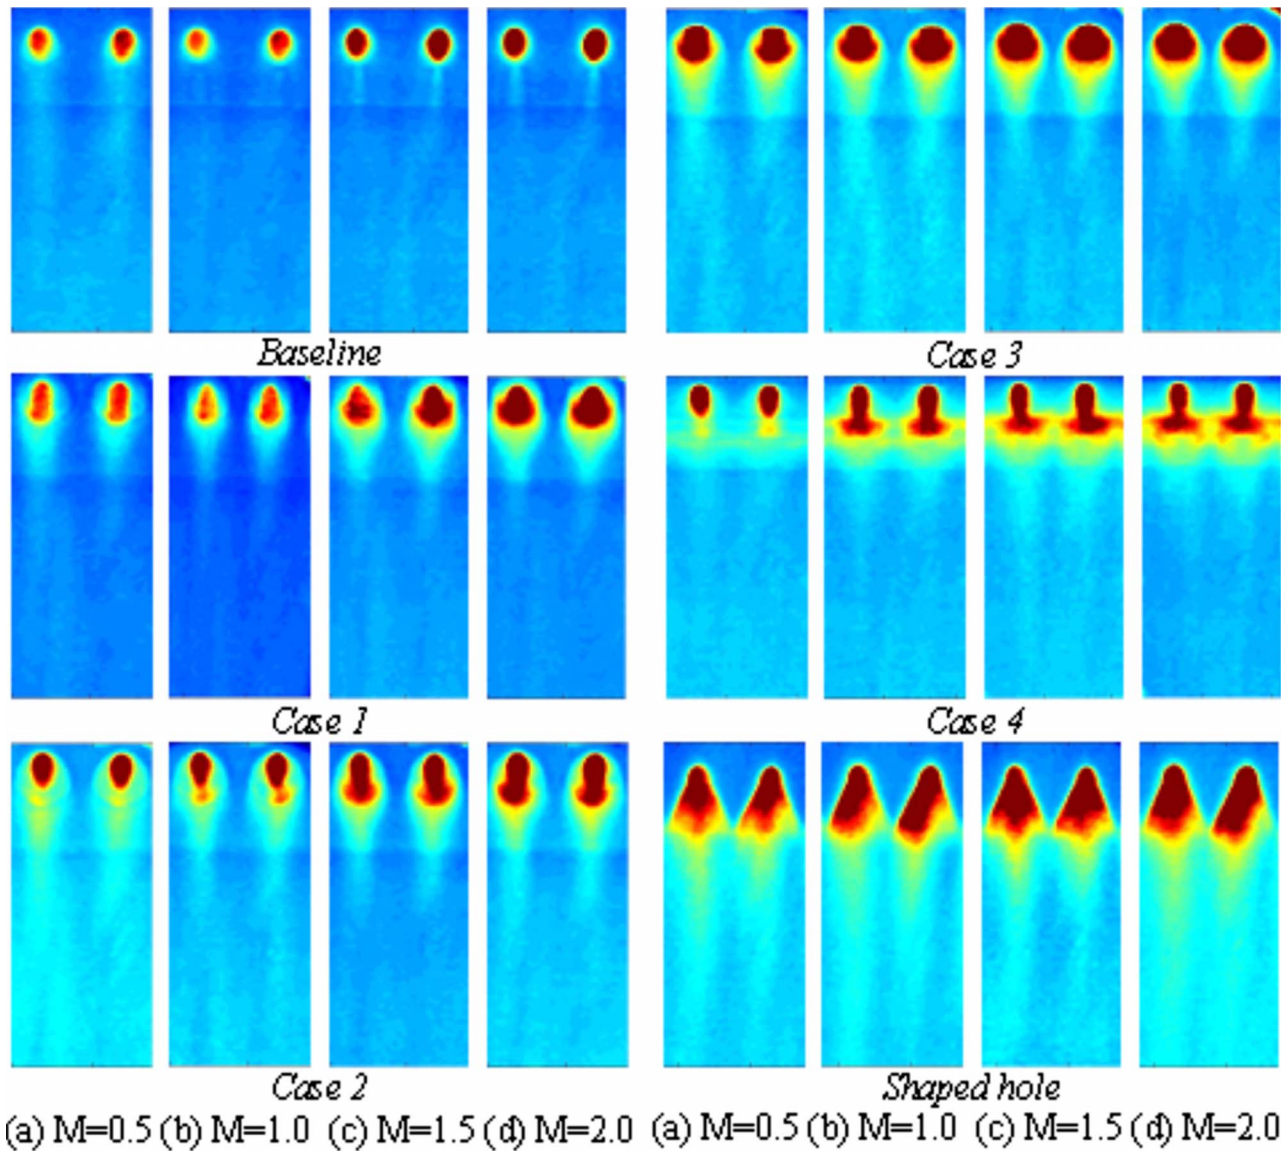 Baseline
Case 3
Case 1
Case 4
Case 2
Shaped hole
(a) M=0.5 (b) M=1.0 (c) M=1.5 (d) M=2.0 (a) M=0.5 (b) M=1.0 (c) M=1.5 (d) M=2.0